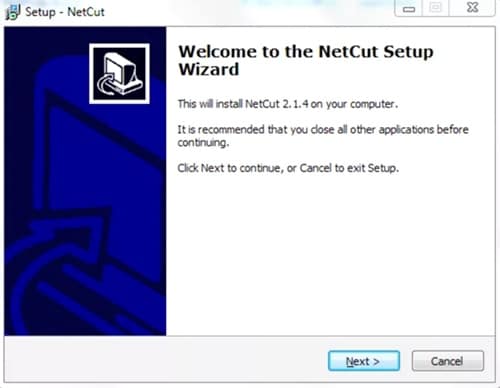 Setup - NetCut
Welcome to the NetCut Setup
Wizard
This will install NetCut 2.1.4 on your computer.
It is recommended that you close all other applications before
continuing.
Click Next to continue, or Cancel to exit Setup.
Next >
Cancel